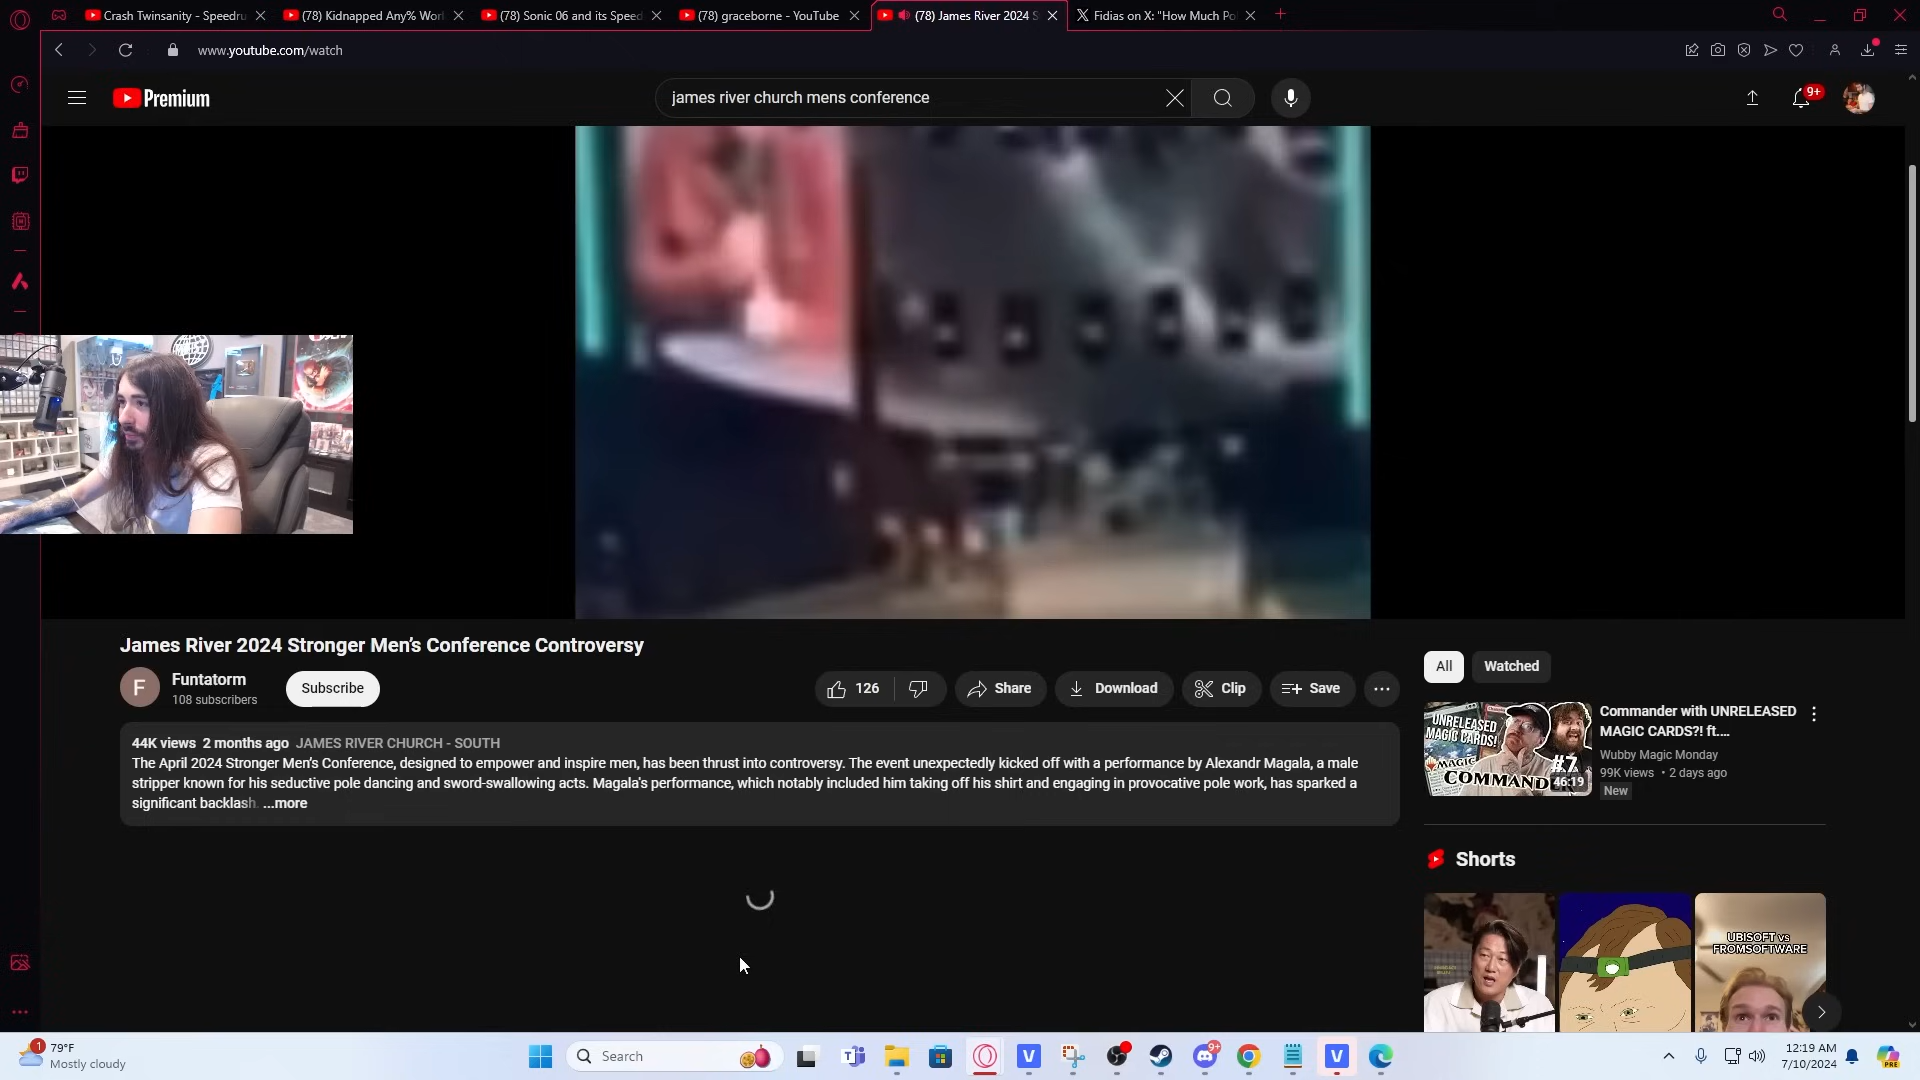 Crash Twinsanity - Speedru
(78) Kidnapped Any% Worl
(78) Sonic 06 and its Speed
(78) graceborne - YouTube
(78) James River 2024 S
Fidias on X: "How Much Po
www.youtube.com/watch
Premium
james river church mens conference
9+
James River 2024 Stronger Men's Conference Controversy
F
Funtatorm
108 subscribers
Subscribe
126
Share
Download
Clip
Save
44K views 2 months ago JAMES RIVER CHURCH - SOUTH
The April 2024 Stronger Men's Conference, designed to empower and inspire men, has been thrust into controversy. The event unexpectedly kicked off with a performance by Alexandr Magala, a male
stripper known for his seductive pole dancing and sword-swallowing acts. Magala's performance, which notably included him taking off his shirt and engaging in provocative pole work, has sparked a
significant backlash. ...more
All
Watched
UNRELEASED
MAGIC CARDS!
MAGIC
COMMAND
#7
46:19
Commander with UNRELEASED
MAGIC CARDS?! ft....
Wubby Magic Monday
99K views • 2 days ago
New
Shorts
UBISOFT vs
FROMSOFTWARE
1
79°F
Mostly cloudy
Search
9+
12:19 AM
7/10/2024
PRE